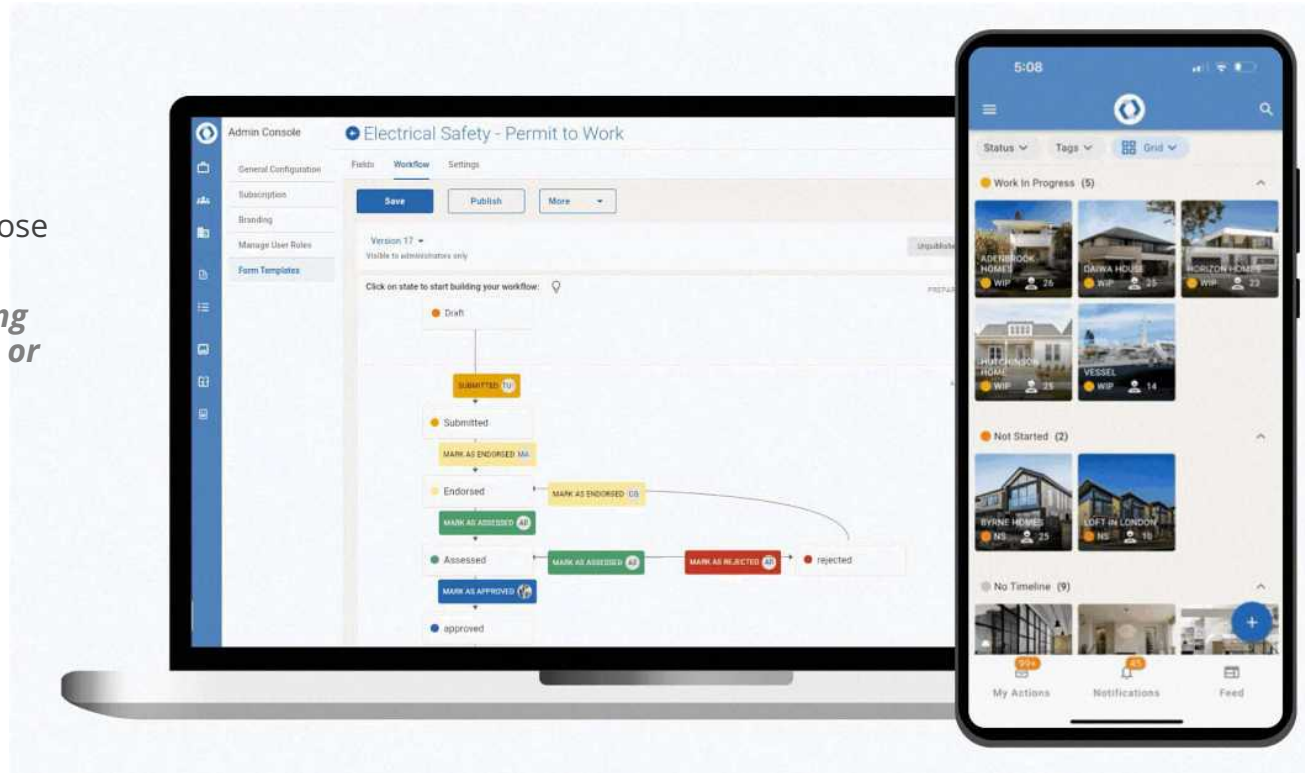 ose
ng
or
Admin Console
General Configuration
Subscription
Branding
Manage User Roles
Form Templates
Electrical Safety - Permit to Work
Fields Workflow Settings
Save Publish More
Version 17
Visible to administrators only
Click on state to start building your workflow:
Draft
SUBMITTED TU
Submitted
MARK AS ENDORSED MA
Endorsed
MARK AS ENDORSED
MARK AS ASSESSED
Assessed
MARK AS ASSESSED
MARK AS REJECTED
rejected
MARK AS APPROVED
approved
5:08
Status Tags Grid
Work In Progress (5)
ADENBROOK
HOMES
WIP 26
DAIWA HOUSE
WIP 25
HORIZON HOMES
WIP 23
HUTCHINSON
HOME
WIP 25
VESSEL
WIP 14
Not Started (2)
BYRNE HOMES
NS 25
LOFT IN LONDON
NS 10
No Timeline (9)
99+
45
My Actions Notifications Feed